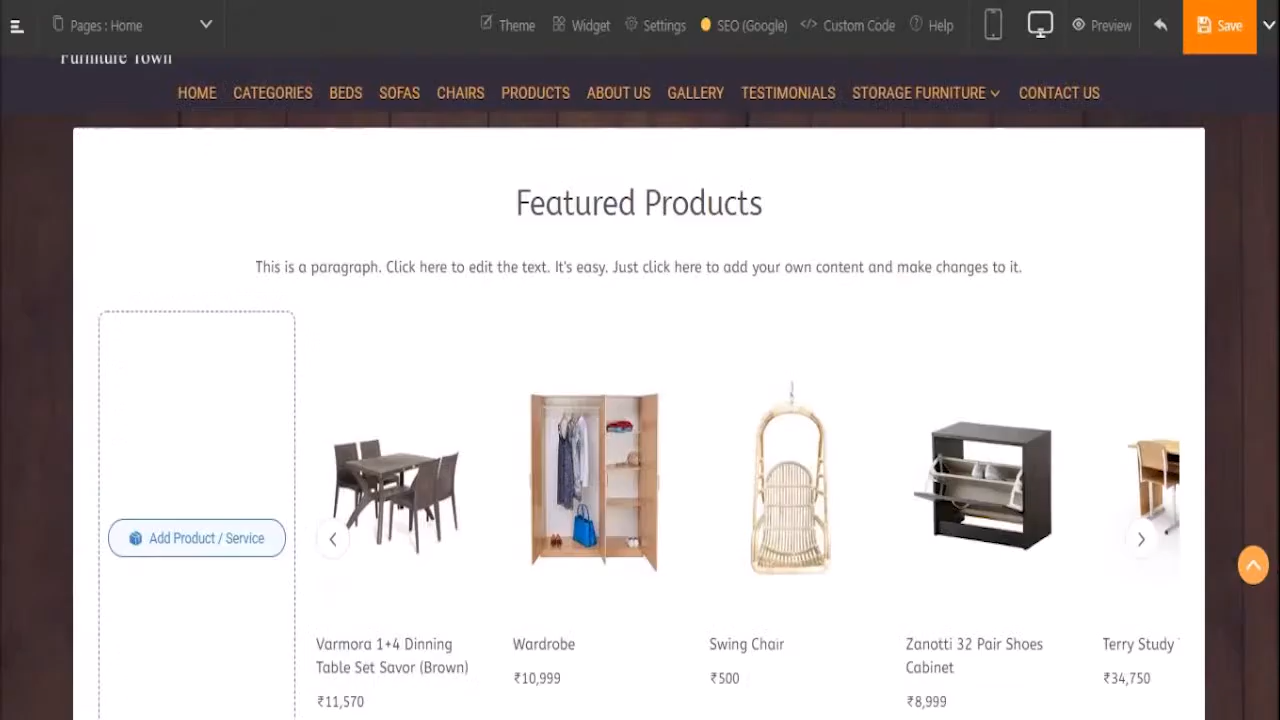 Pages : Home
Theme
Widget
Settings
SEO (Google)
</> Custom Code
Help
Preview
Save
Furniture Town
HOME CATEGORIES BEDS SOFAS CHAIRS PRODUCTS ABOUT US GALLERY TESTIMONIALS STORAGE FURNITURE CONTACT US
Featured Products
This is a paragraph. Click here to edit the text. It's easy. Just click here to add your own content and make changes to it.
Add Product / Service
Varmora 1+4 Dinning
Table Set Savor (Brown)
₹11,570
Wardrobe
₹10,999
Swing Chair
₹500
Zanotti 32 Pair Shoes
Cabinet
₹8,999
Terry Study
₹34,750